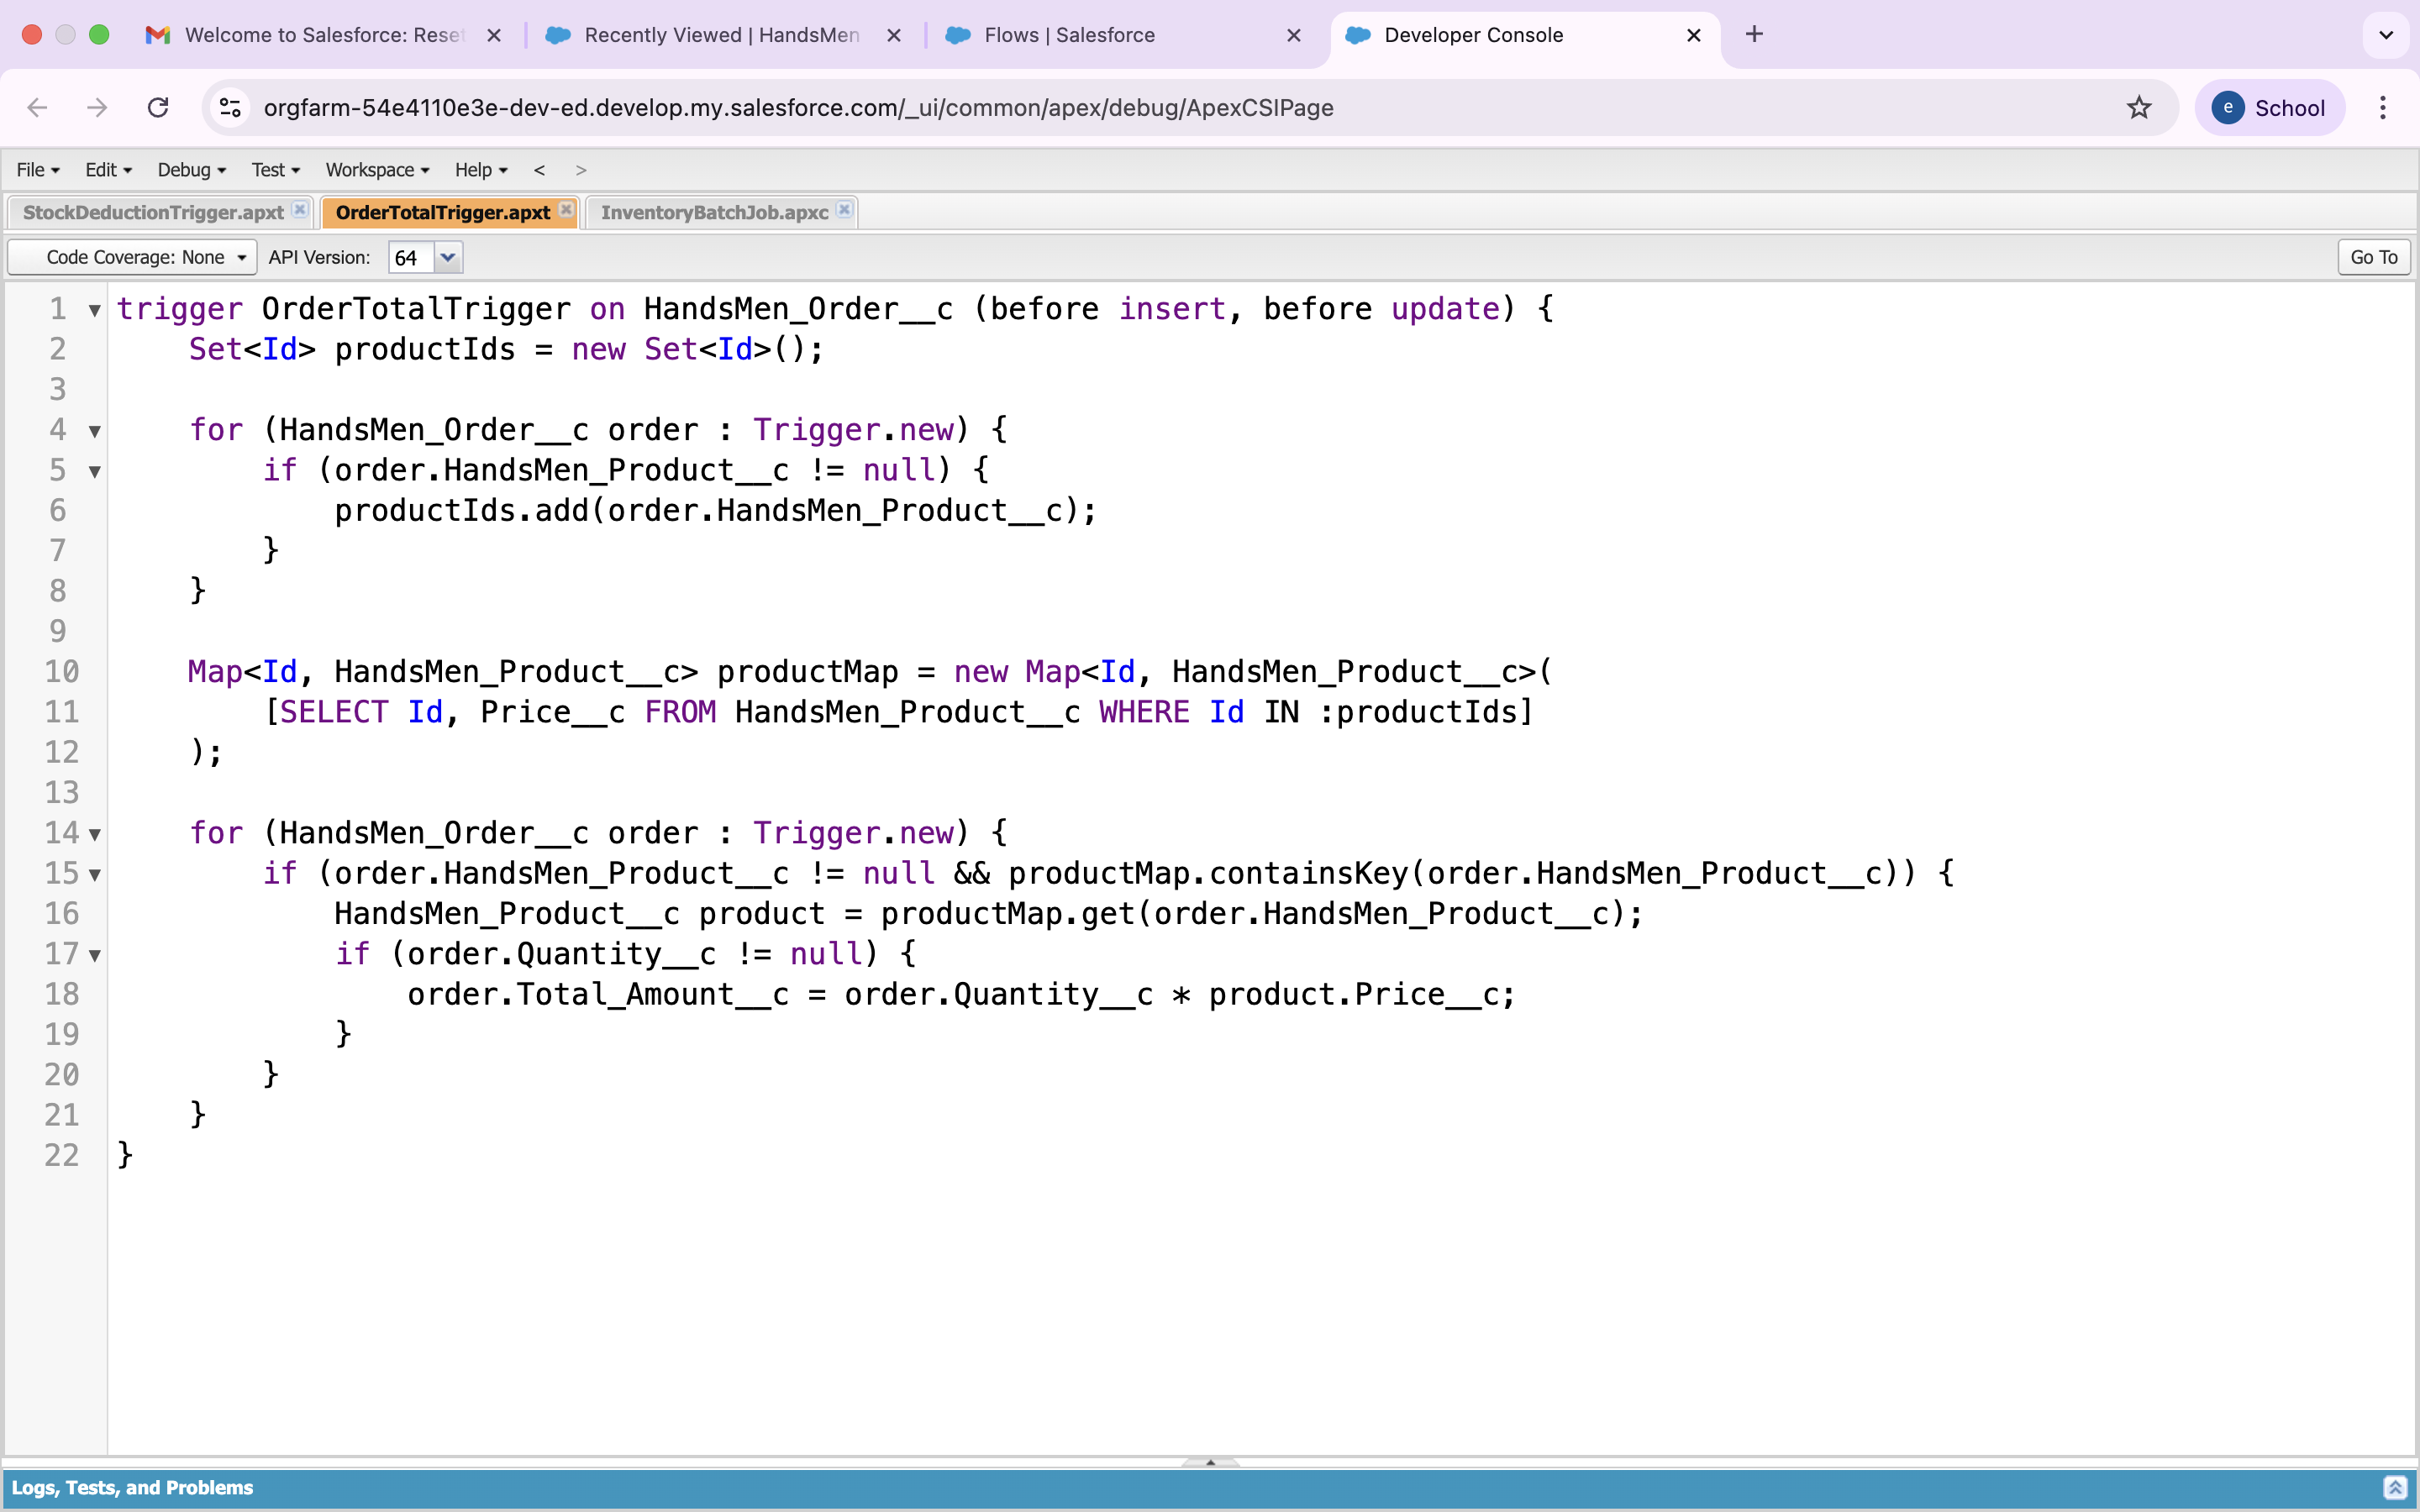 Welcome to Salesforce: Reset
Recently Viewed | HandsMen
Flows | Salesforce
Developer Console
orgfarm-54e4110e3e-dev-ed.develop.my.salesforce.com/_ui/common/apex/debug/ApexCSIPage
e School
File Edit Debug Test Workspace Help < >
StockDeductionTrigger.apxt OrderTotalTrigger.apxt InventoryBatchJob.apxc
Code Coverage: None API Version: 64 Go To
1 trigger OrderTotalTrigger on HandsMen_Order__c (before insert, before update) {
2     Set<Id> productIds = new Set<Id>();
3
4     for (HandsMen_Order__c order : Trigger.new) {
5         if (order.HandsMen_Product__c != null) {
6             productIds.add(order.HandsMen_Product__c);
7         }
8     }
9
10     Map<Id, HandsMen_Product__c> productMap = new Map<Id, HandsMen_Product__c>(
11         [SELECT Id, Price__c FROM HandsMen_Product__c WHERE Id IN :productIds]
12     );
13
14     for (HandsMen_Order__c order : Trigger.new) {
15         if (order.HandsMen_Product__c != null && productMap.containsKey(order.HandsMen_Product__c)) {
16             HandsMen_Product__c product = productMap.get(order.HandsMen_Product__c);
17             if (order.Quantity__c != null) {
18                 order.Total_Amount__c = order.Quantity__c * product.Price__c;
19             }
20         }
21     }
22 }
Logs, Tests, and Problems